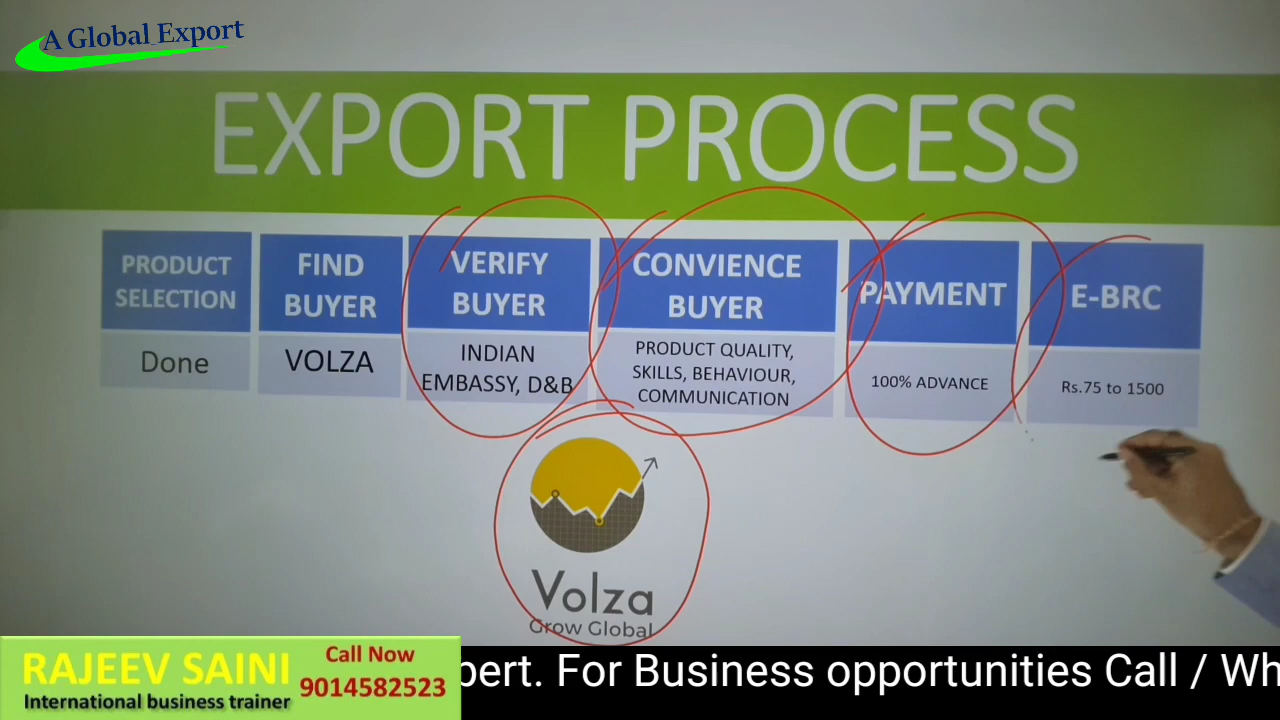 A Global Export
EXPORT PROCESS
PRODUCT
SELECTION
FIND
BUYER
VERIFY
BUYER
CONVIENCE
BUYER
PAYMENT
E-BRC
Done
VOLZA
INDIAN
EMBASSY, D&B
PRODUCT QUALITY,
SKILLS, BEHAVIOUR,
COMMUNICATION
100% ADVANCE
Rs.75 to 1500
Volza
Grow Global
RAJEEV SAINI
International business trainer
Call Now
9014582523
pert. For Business opportunities Call / Wh